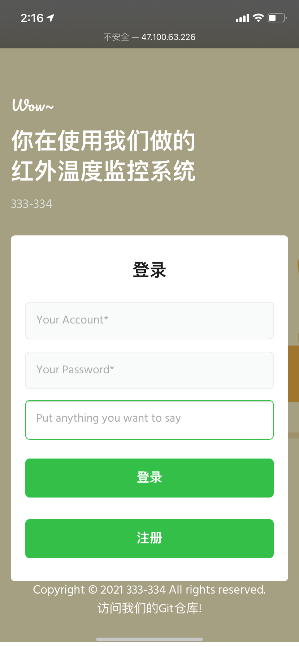 2:16
不安全 — 47.100.63.226
Wow~
你在使用我们做的
红外温度监控系统
333-334
登录
Your Account*
Your Password*
Put anything you want to say
登录
注册
Copyright © 2021 333-334 All rights reserved.
访问我们的Git仓库!